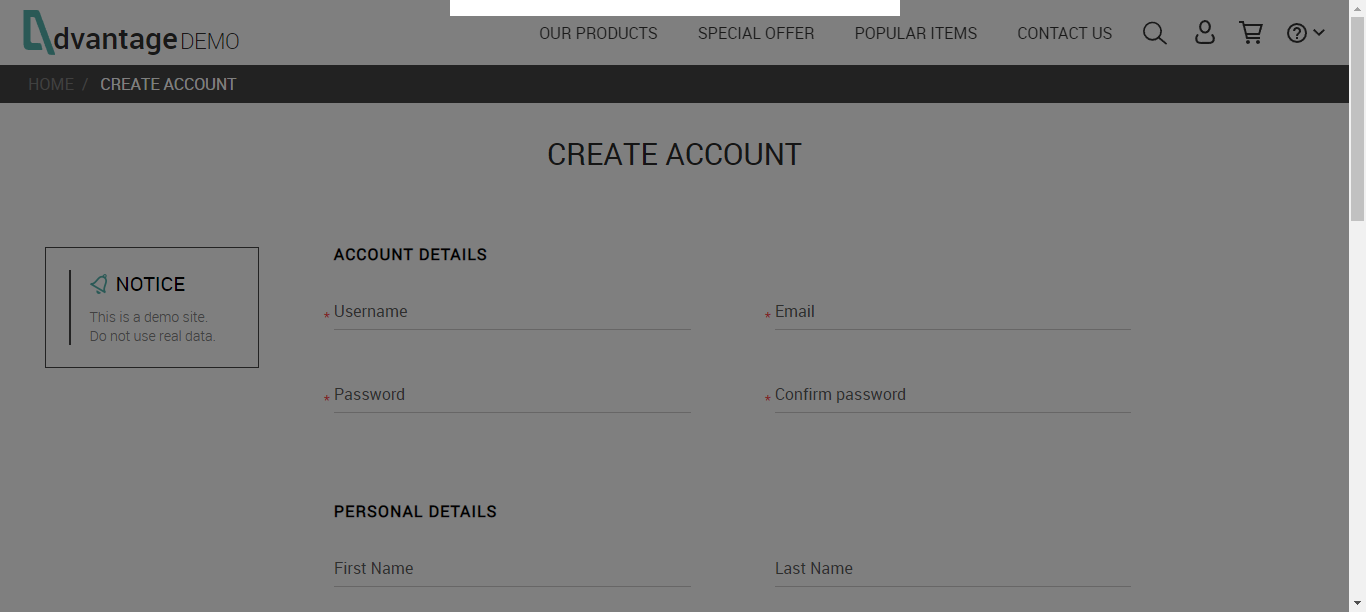 dvantage DEMO
OUR PRODUCTS SPECIAL OFFER POPULAR ITEMS CONTACT US ?
HOME / CREATE ACCOUNT
CREATE ACCOUNT
NOTICE
This is a demo site.
Do not use real data.
ACCOUNT DETAILS
* Username * Email
* Password * Confirm password
PERSONAL DETAILS
First Name Last Name